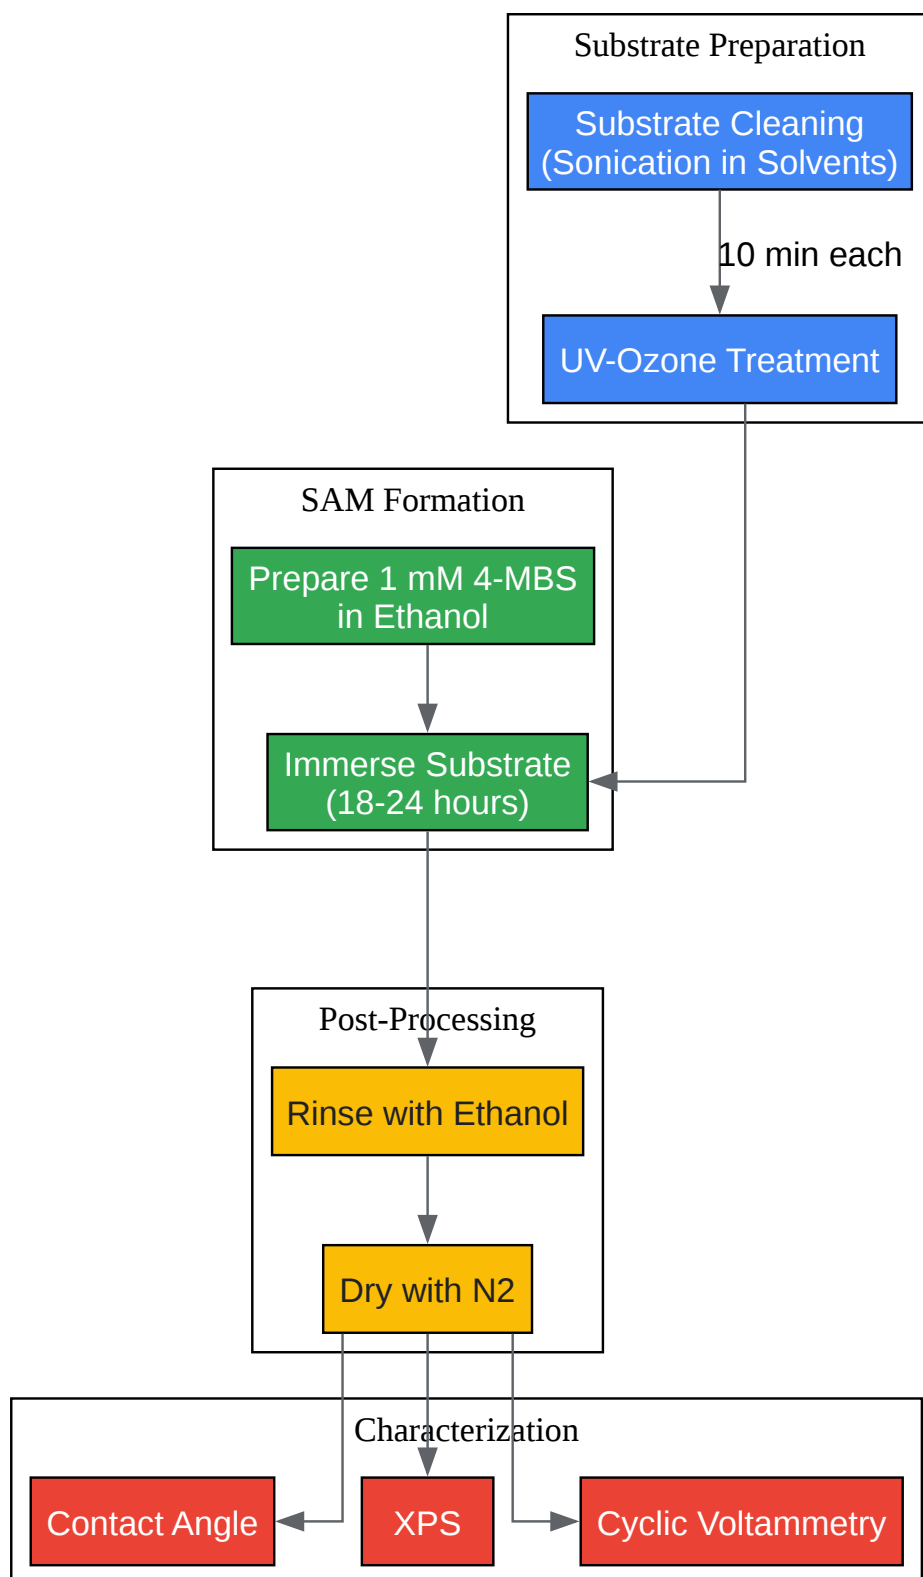 Substrate Preparation
Substrate Cleaning
(Sonication in Solvents)
10 min each
UV-Ozone Treatment
SAM Formation
Prepare 1 mM 4-MBS
in Ethanol
Immerse Substrate
(18-24 hours)
Post-Processing
Rinse with Ethanol
Dry with N2
Characterization
Contact Angle
XPS
Cyclic Voltammetry